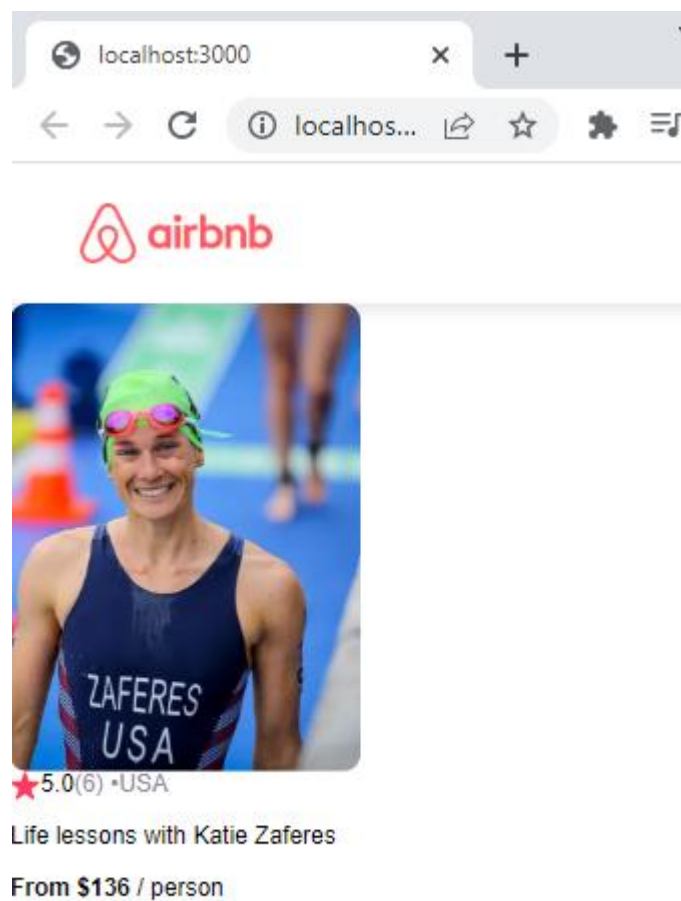 localhost:3000
localhos...
airbnb
ZAFERES
USA
5.0(6) •USA
Life lessons with Katie Zaferes
From $136 / person